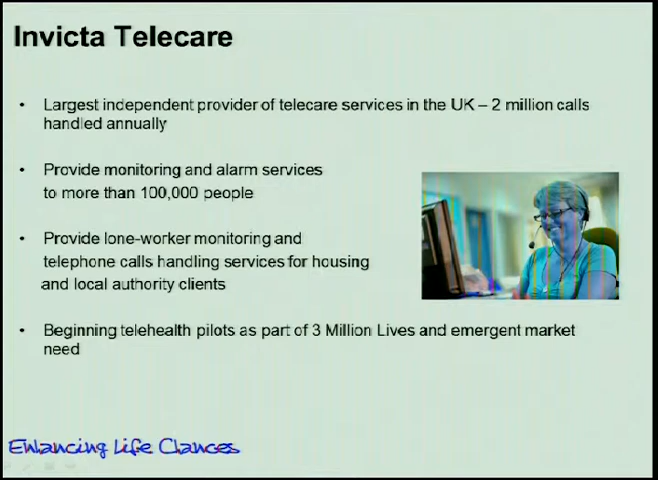 Invicta Telecare
• Largest independent provider of telecare services in the UK – 2 million calls
handled annually
• Provide monitoring and alarm services
to more than 100,000 people
• Provide lone-worker monitoring and
telephone calls handling services for housing
and local authority clients
• Beginning telehealth pilots as part of 3 Million Lives and emergent market
need
Enhancing Life Chances